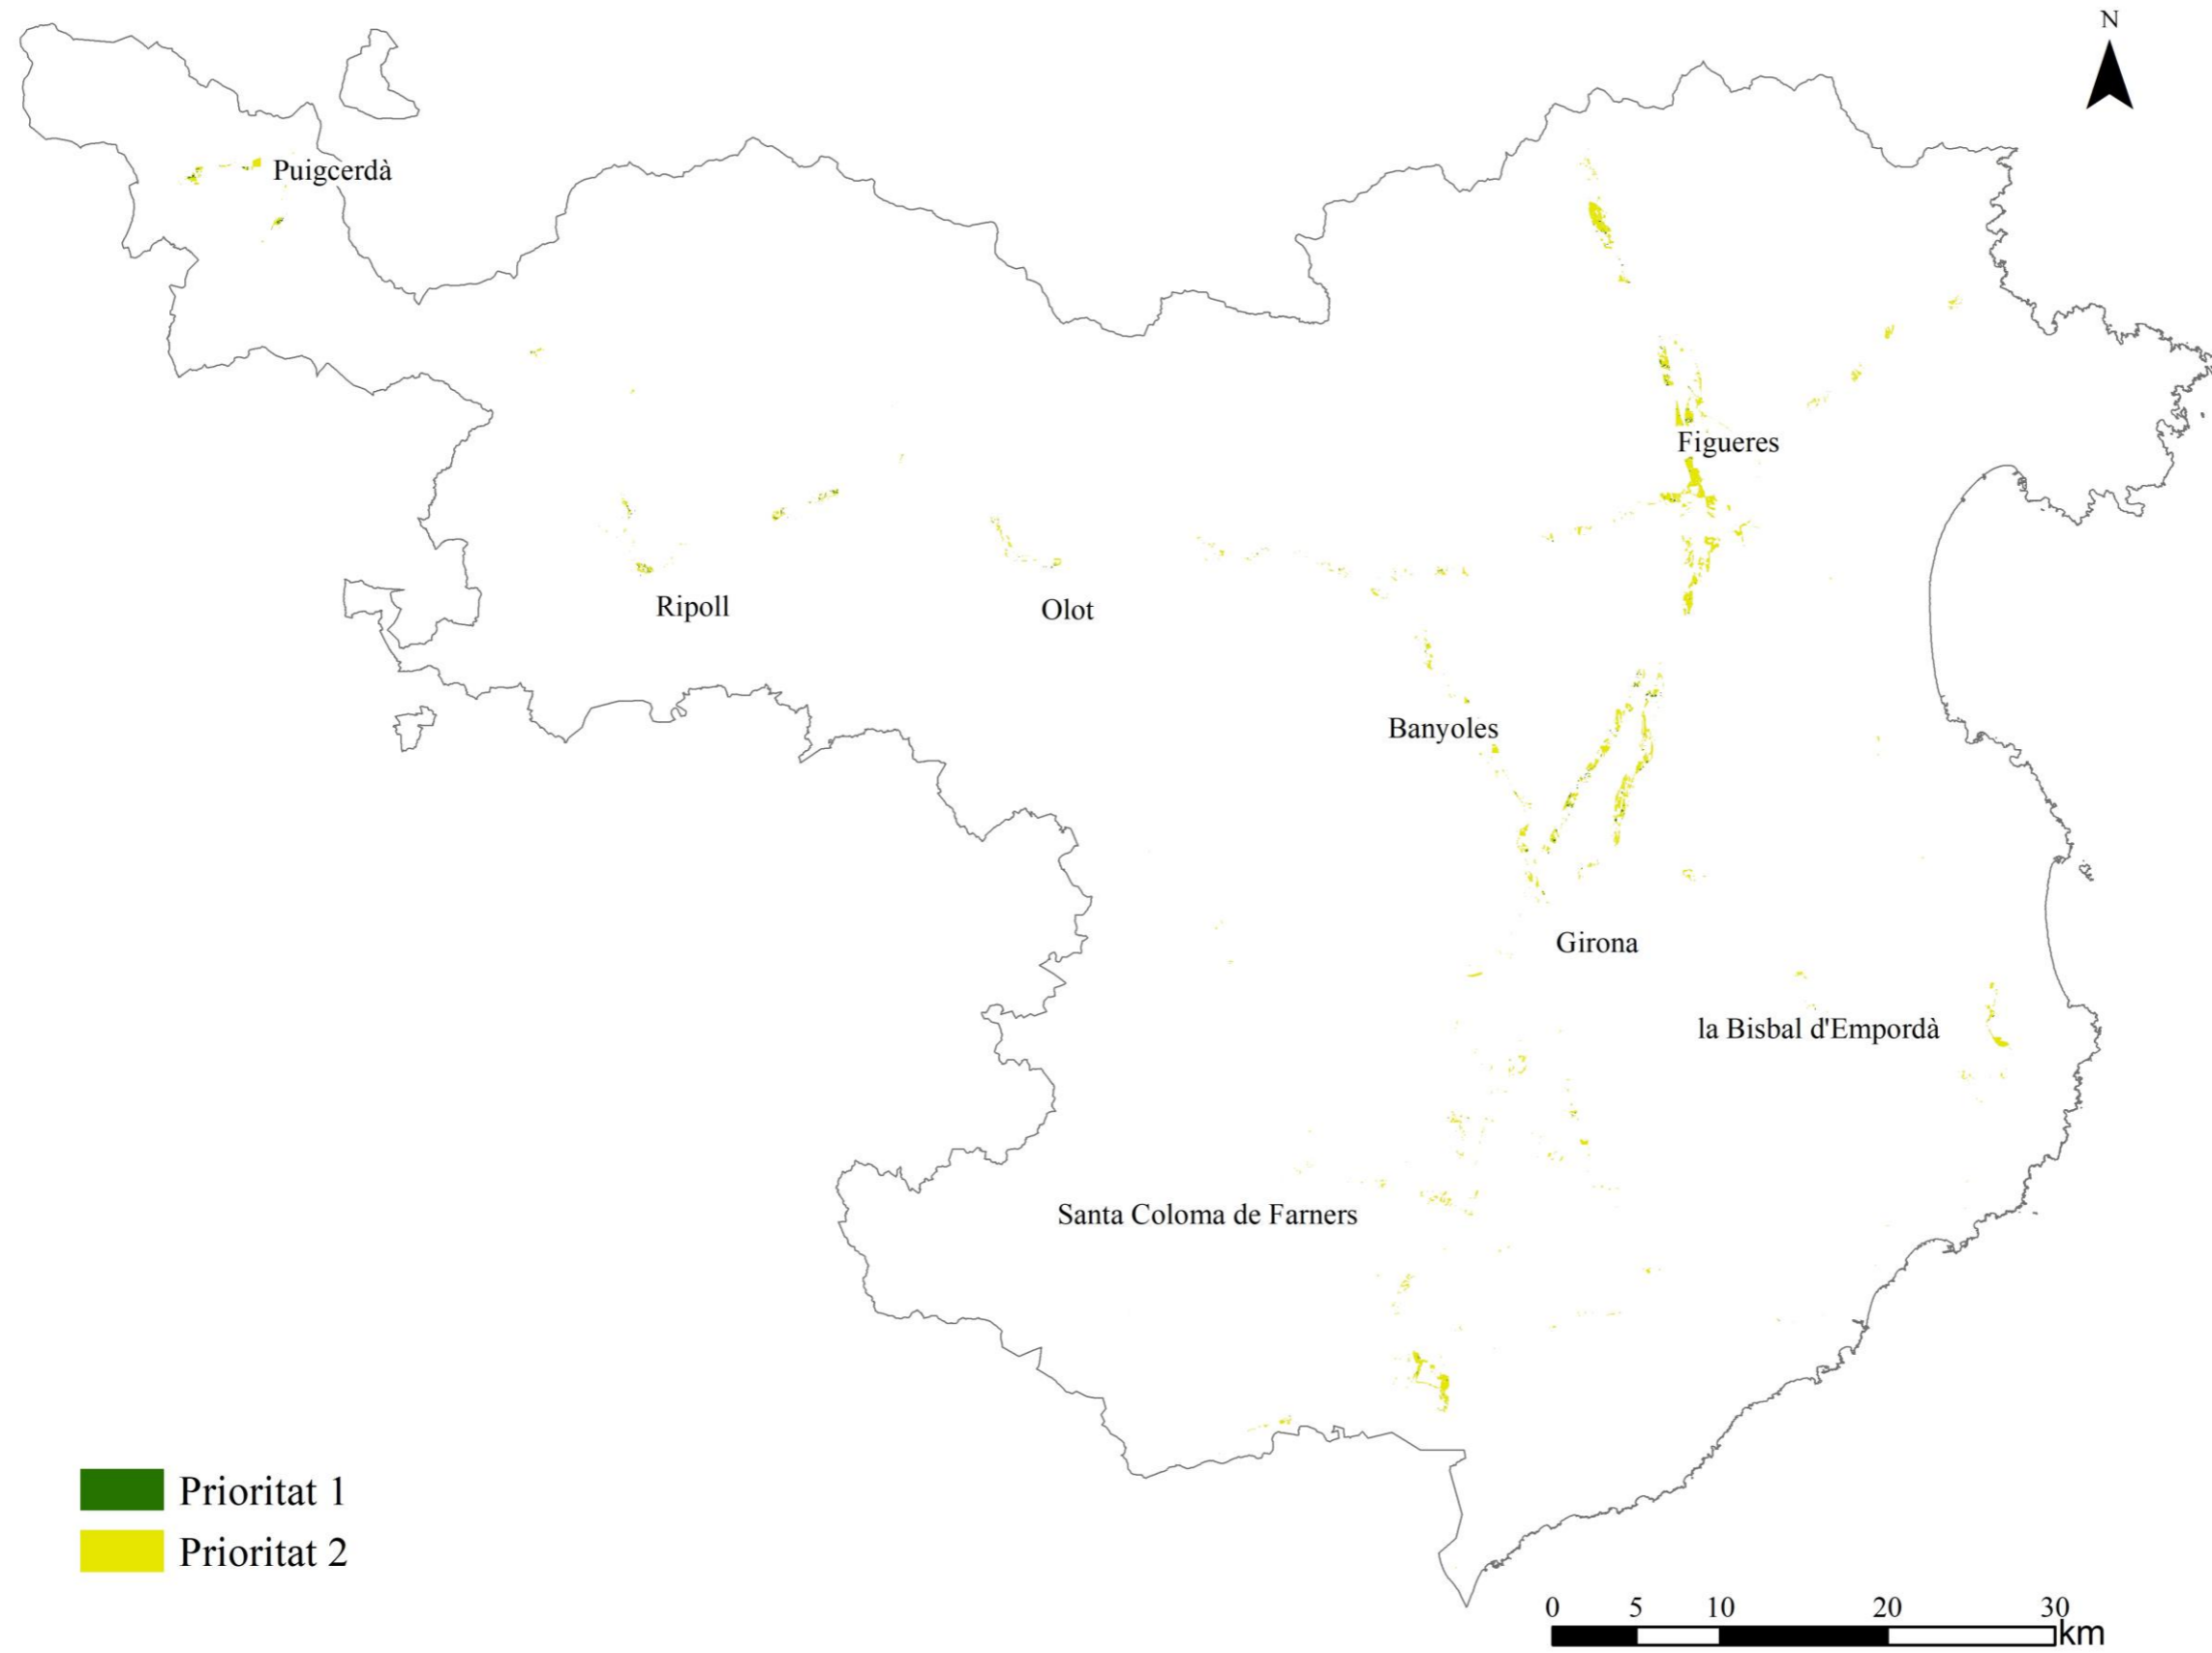 N
Puigcerdà
Figueres
Ripoll
Olot
Banyoles
Girona
la Bisbal d'Empordà
Santa Coloma de Farners
Prioritat 1
Prioritat 2
0 5 10 20 30
km